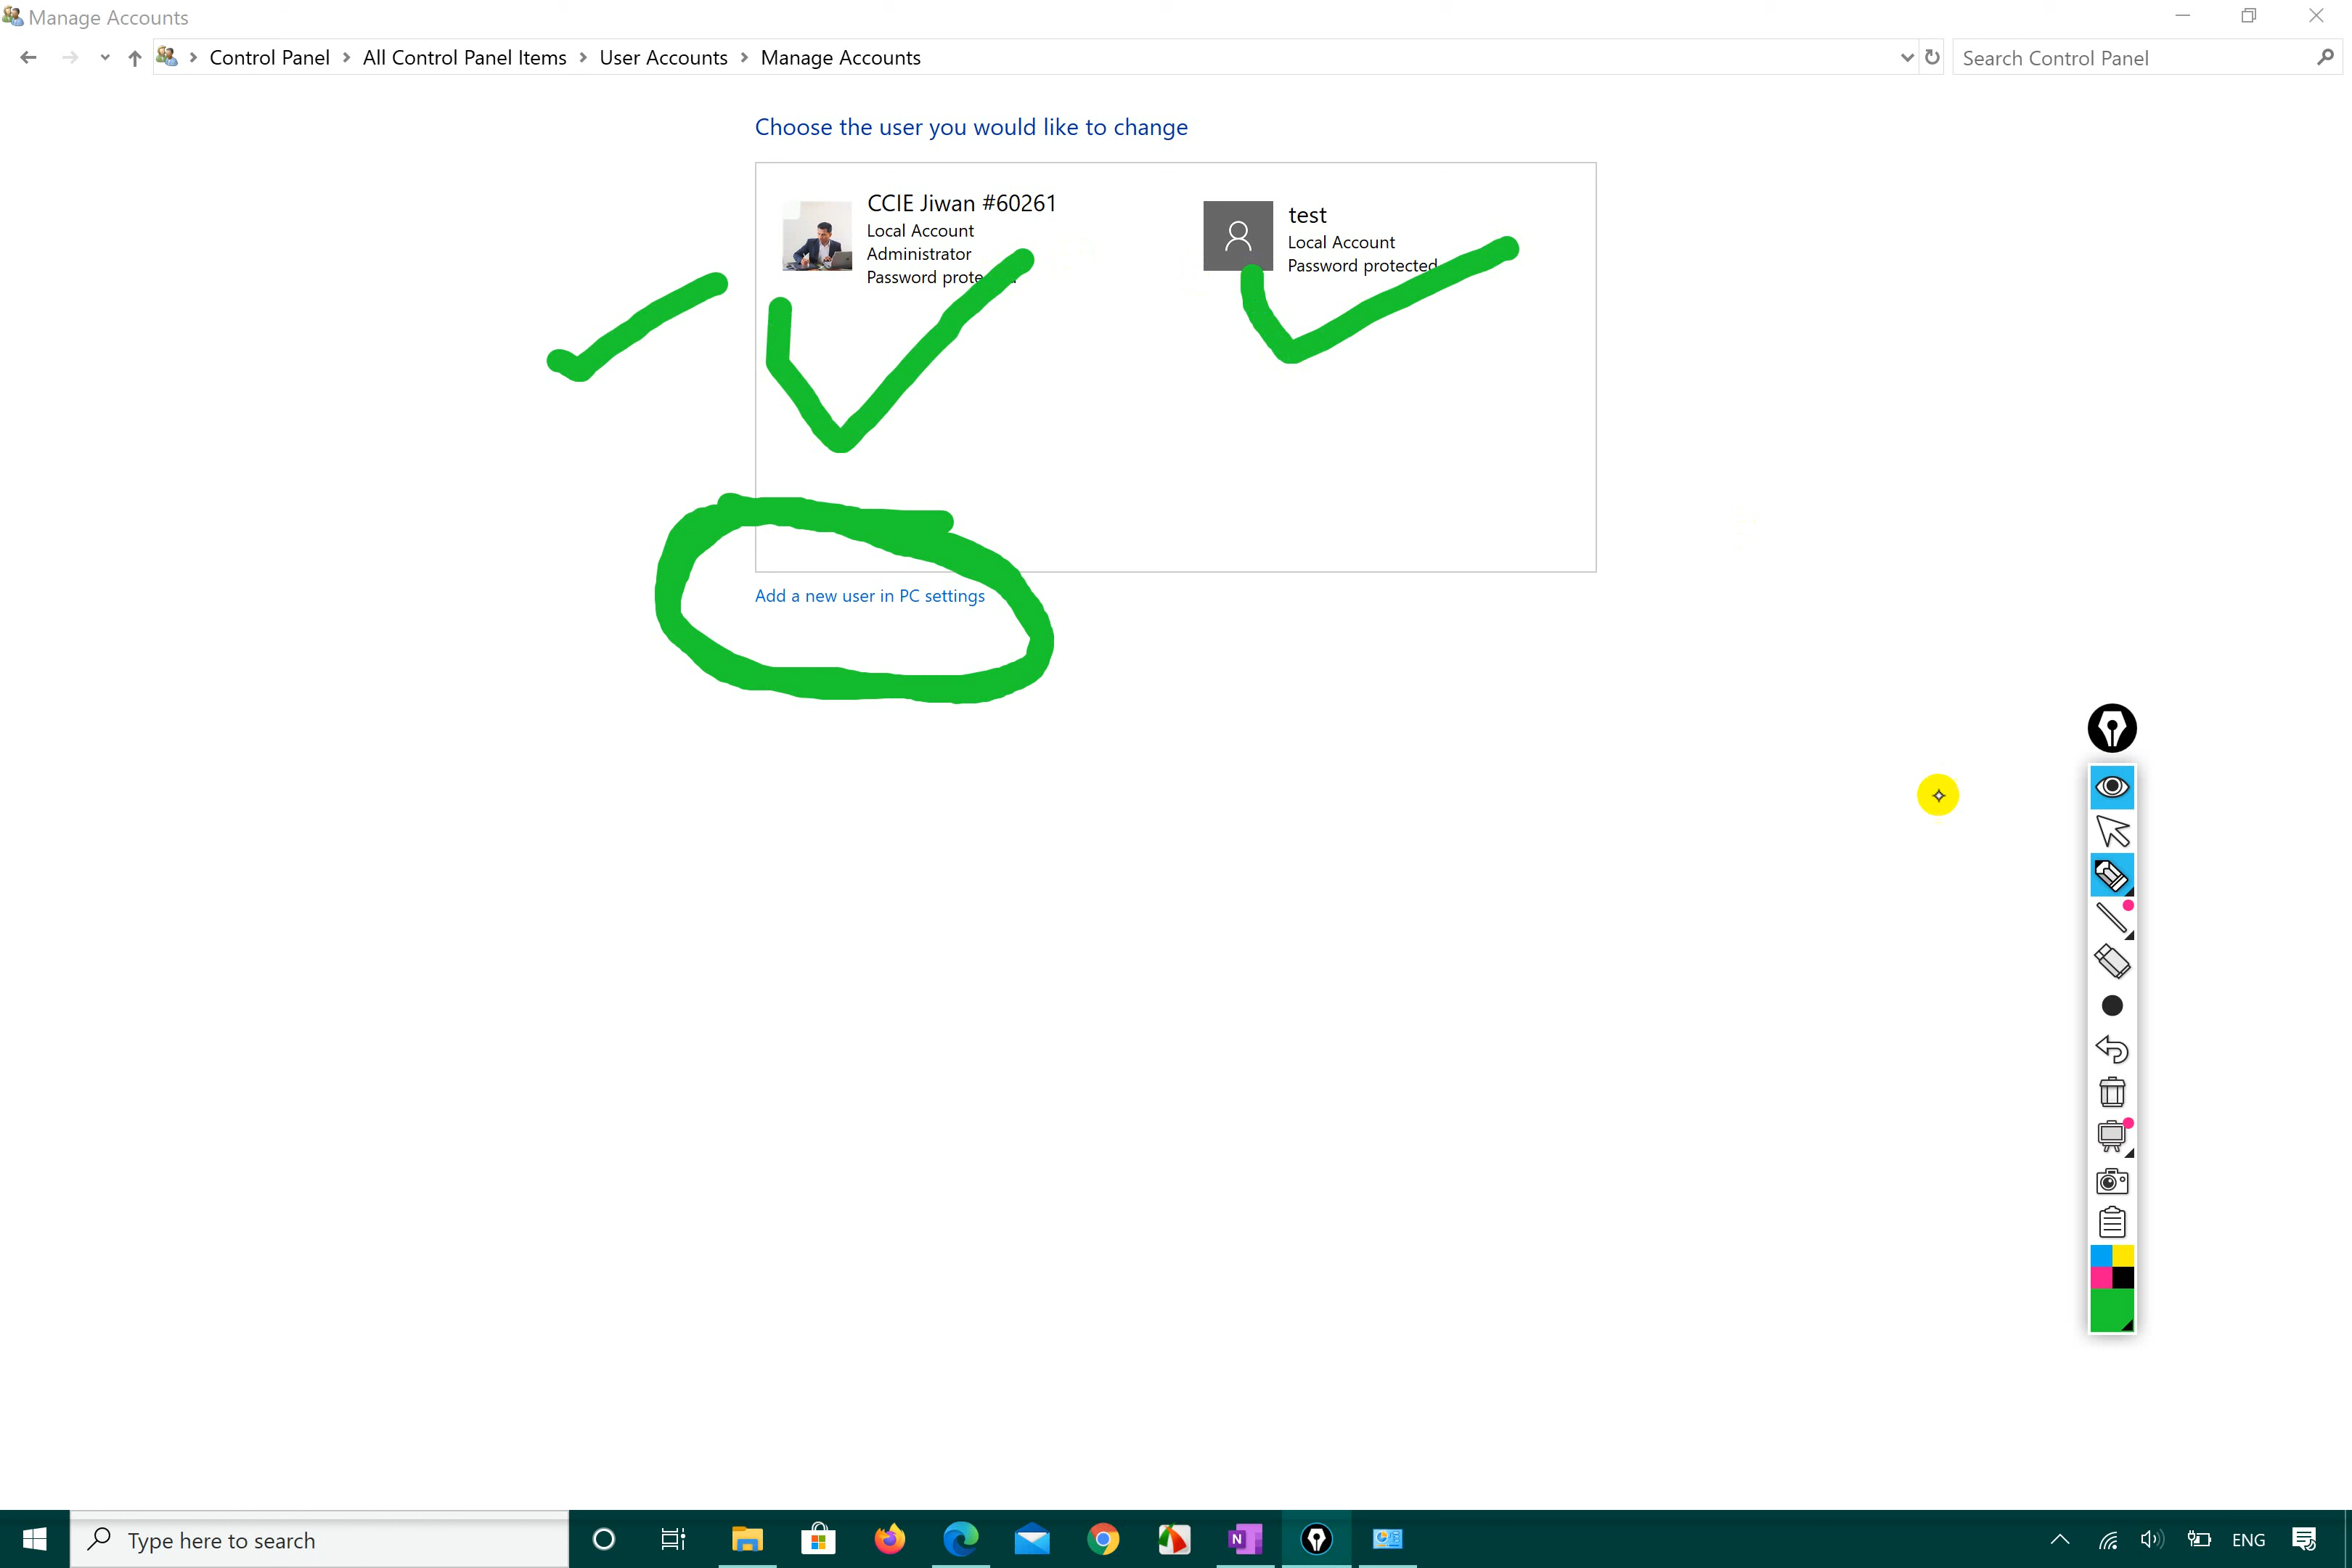 Manage Accounts
Control Panel > All Control Panel Items > User Accounts > Manage Accounts
Search Control Panel
Choose the user you would like to change
CCIE Jiwan #60261
Local Account
Administrator
Password prote
test
Local Account
Password protected
Add a new user in PC settings
Type here to search
ENG